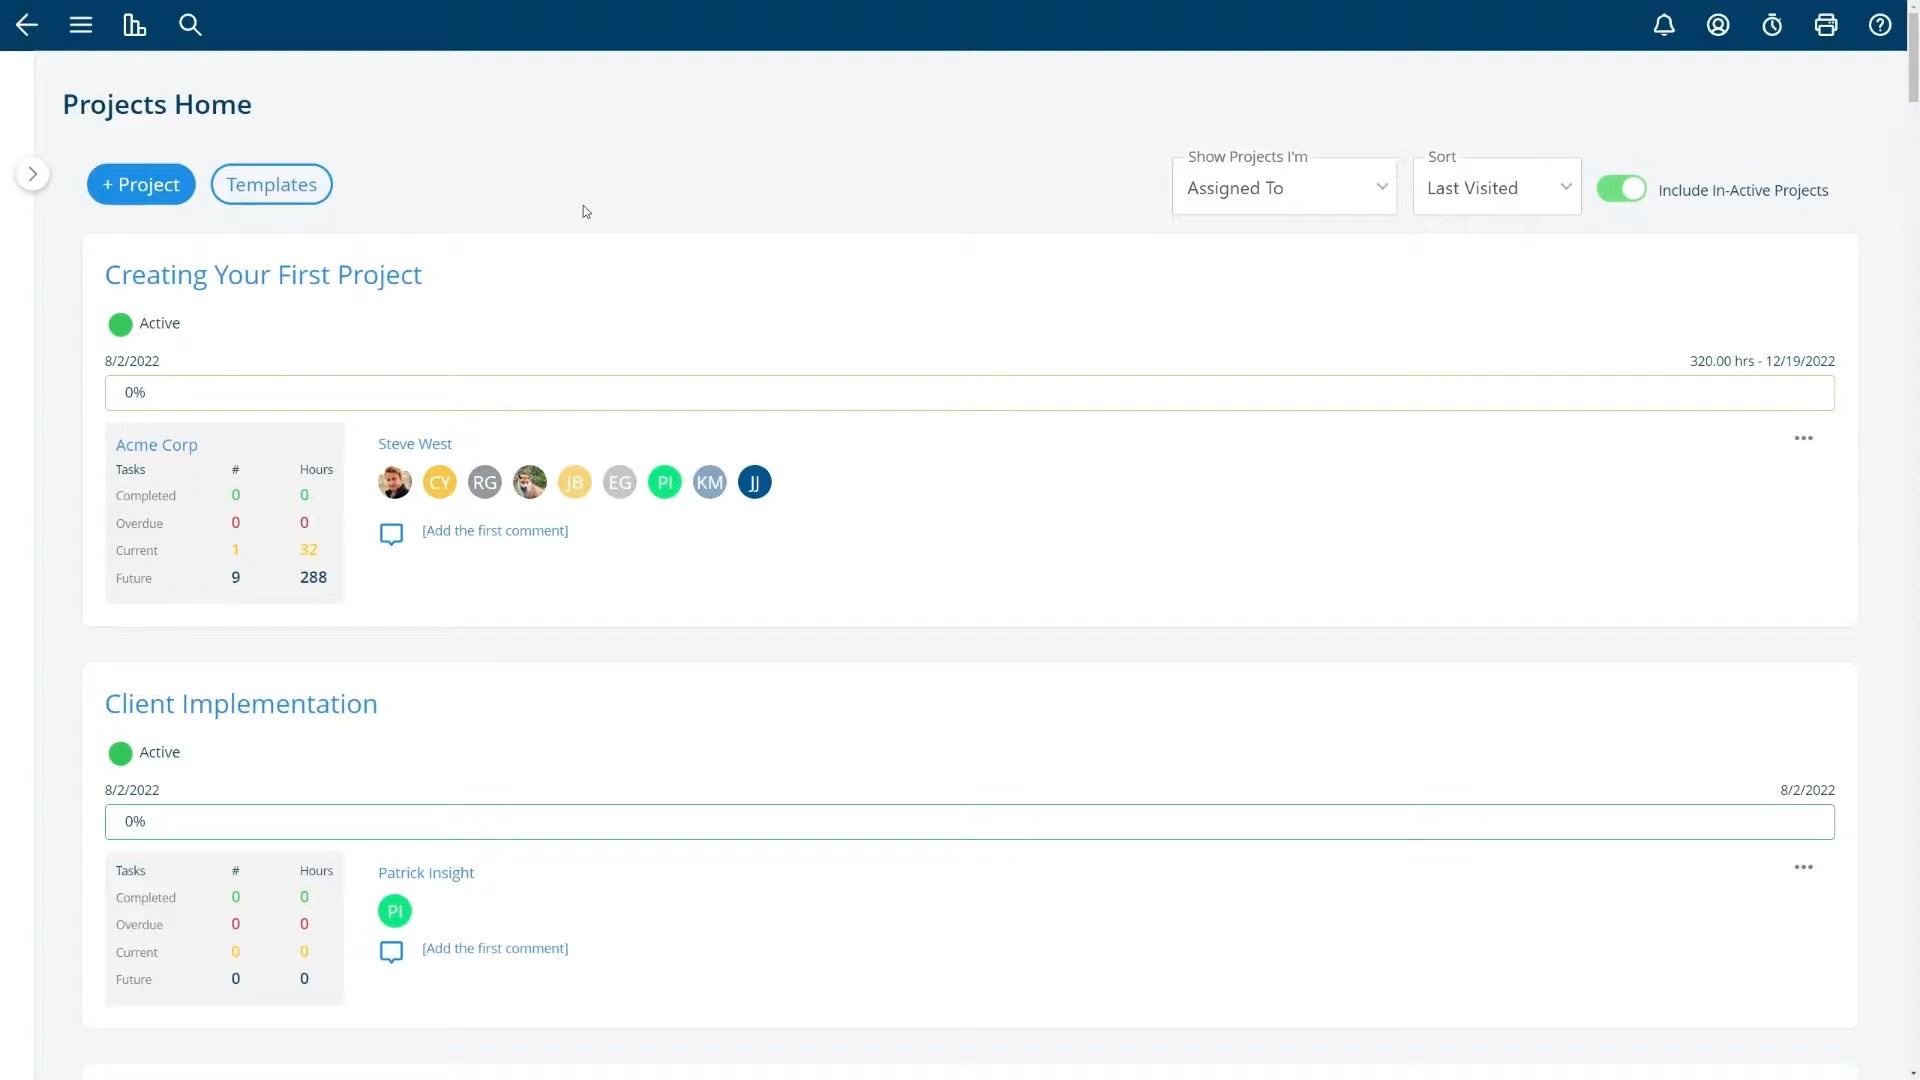 Projects Home
+ Project
Templates
Show Projects I'm
Assigned To
Sort
Last Visited
Include In-Active Projects
Creating Your First Project
Active
8/2/2022
320.00 hrs - 12/19/2022
0%
Acme Corp
Tasks # Hours
Completed 0 0
Overdue 0 0
Current 1 32
Future 9 288
Steve West
CY RG JB EG PI KM JJ
[Add the first comment]
Client Implementation
Active
8/2/2022
8/2/2022
0%
Tasks # Hours
Completed 0 0
Overdue 0 0
Current 0 0
Future 0 0
Patrick Insight
PI
[Add the first comment]